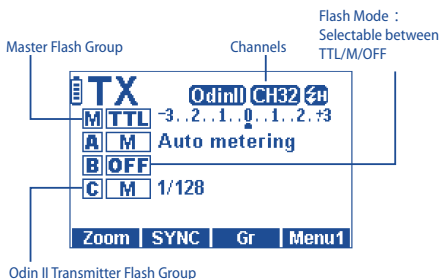 Flash Mode：
Selectable between
TTL/M/OFF
Master Flash Group
Channels
TX OdinII CH32 H
M TTL -3..2..1..0..1..2.+3
A M Auto metering
B OFF
C M 1/128
Zoom SYNC Gr Menu1
Odin II Transmitter Flash Group